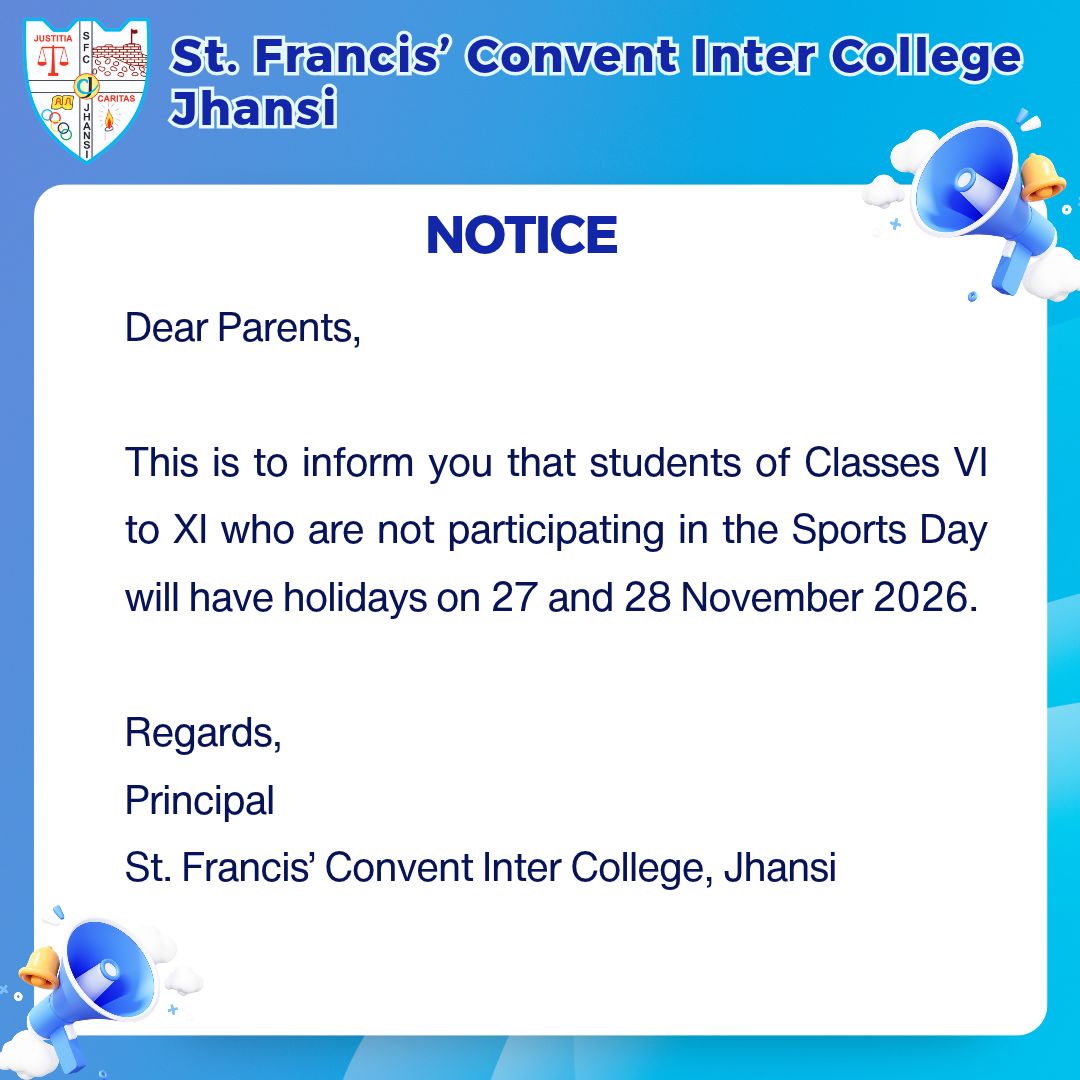 JUSTITIA
SFC
JHANSI
CARITAS
St. Francis’ Convent Inter College
Jhansi
NOTICE
Dear Parents,
This is to inform you that students of Classes VI
to XI who are not participating in the Sports Day
will have holidays on 27 and 28 November 2026.
Regards,
Principal
St. Francis’ Convent Inter College, Jhansi